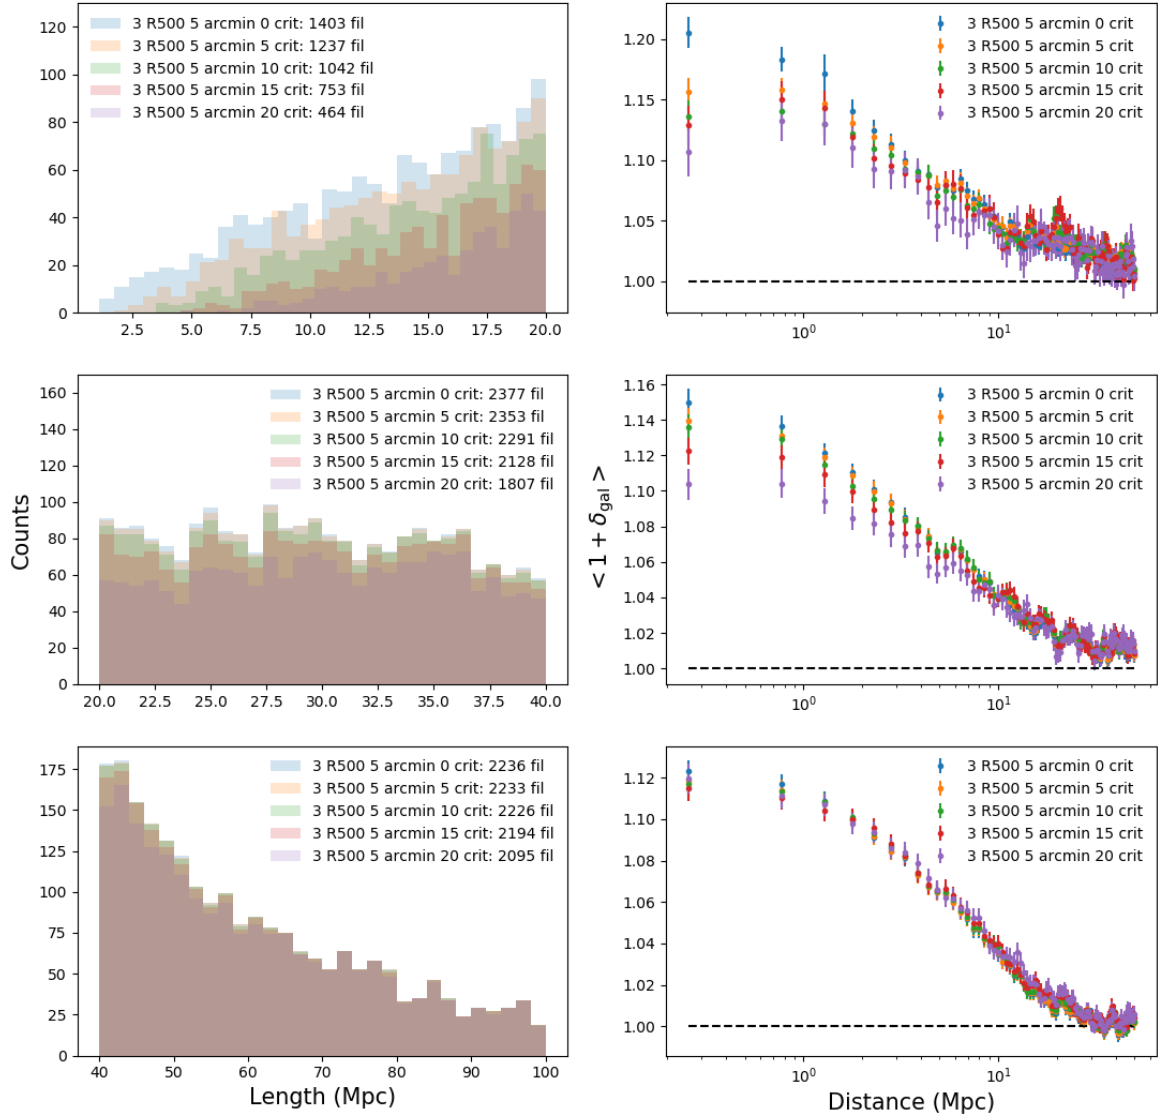 3 R500 5 arcmin 0 crit: 1403 fil
3 R500 5 arcmin 5 crit: 1237 fil
3 R500 5 arcmin 10 crit: 1042 fil
3 R500 5 arcmin 15 crit: 753 fil
3 R500 5 arcmin 20 crit: 464 fil
120
100
80
60
40
20
0
2.5
5.0
7.5
10.0
12.5
15.0
17.5
20.0
3 R500 5 arcmin 0 crit
3 R500 5 arcmin 5 crit
3 R500 5 arcmin 10 crit
3 R500 5 arcmin 15 crit
3 R500 5 arcmin 20 crit
1.20
1.15
1.10
1.05
1.00
10⁰
10¹
3 R500 5 arcmin 0 crit: 2377 fil
3 R500 5 arcmin 5 crit: 2353 fil
3 R500 5 arcmin 10 crit: 2291 fil
3 R500 5 arcmin 15 crit: 2128 fil
3 R500 5 arcmin 20 crit: 1807 fil
Counts
160
140
120
100
80
60
40
20
0
20.0
22.5
25.0
27.5
30.0
32.5
35.0
37.5
40.0
3 R500 5 arcmin 0 crit
3 R500 5 arcmin 5 crit
3 R500 5 arcmin 10 crit
3 R500 5 arcmin 15 crit
3 R500 5 arcmin 20 crit
< 1 + δgal >
1.16
1.14
1.12
1.10
1.08
1.06
1.04
1.02
1.00
10⁰
10¹
3 R500 5 arcmin 0 crit: 2236 fil
3 R500 5 arcmin 5 crit: 2233 fil
3 R500 5 arcmin 10 crit: 2226 fil
3 R500 5 arcmin 15 crit: 2194 fil
3 R500 5 arcmin 20 crit: 2095 fil
175
150
125
100
75
50
25
0
40
50
60
70
80
90
100
Length (Mpc)
3 R500 5 arcmin 0 crit
3 R500 5 arcmin 5 crit
3 R500 5 arcmin 10 crit
3 R500 5 arcmin 15 crit
3 R500 5 arcmin 20 crit
1.12
1.10
1.08
1.06
1.04
1.02
1.00
10⁰
10¹
Distance (Mpc)